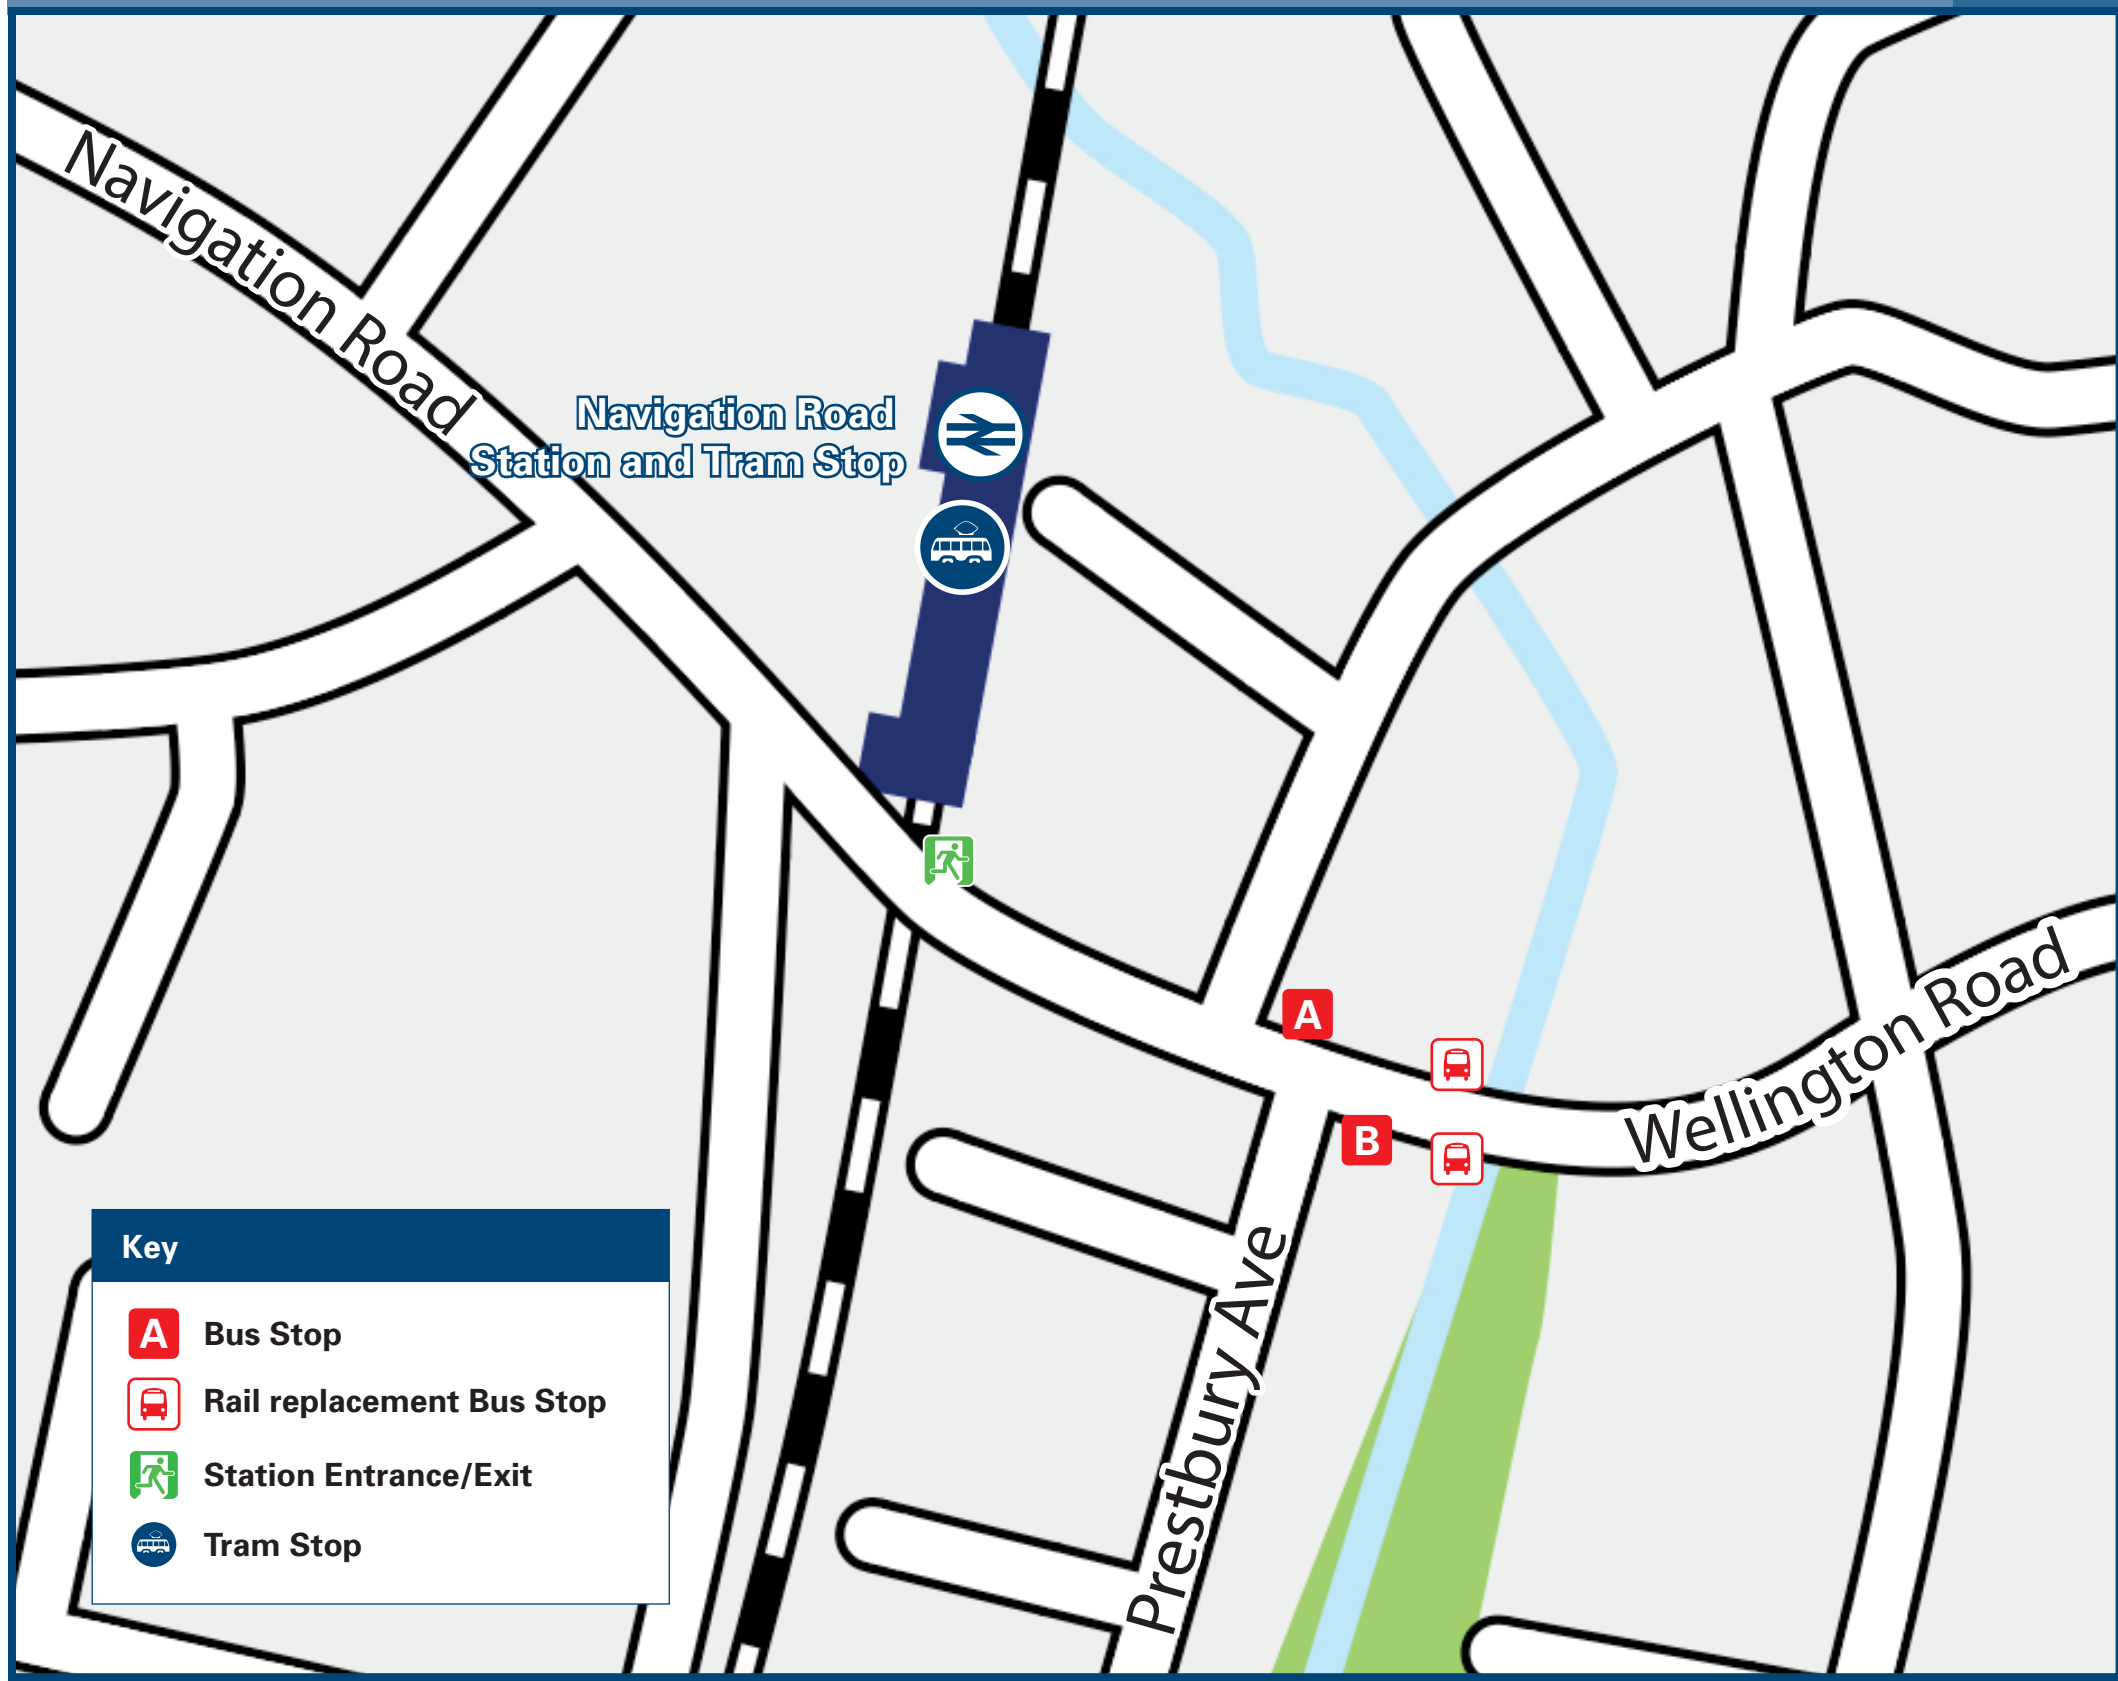 Navigation Road
Navigation Road
Station and Tram Stop
A
B
Wellington Road
Prestbury Ave
Key
A Bus Stop
Rail replacement Bus Stop
Station Entrance/Exit
Tram Stop